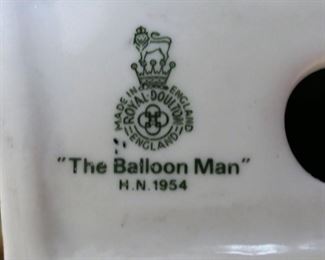 MADE IN ENGLAND
ROYAL·DOULTON
ENGLAND
"The Balloon Man"
H.N. 1954